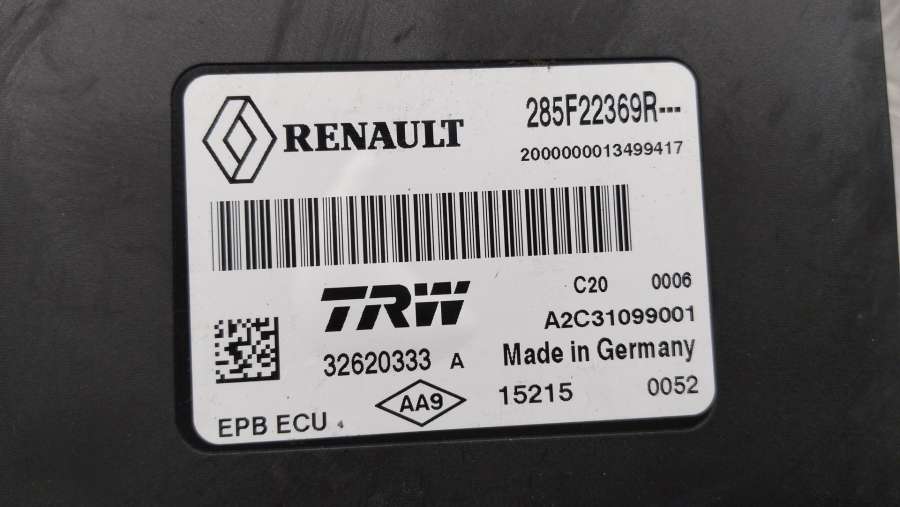 RENAULT
285F22369R---
2000000013499417
TRW
C20 0006
A2C31099001
32620333 A
Made in Germany
EPB ECU
AA9
15215 0052